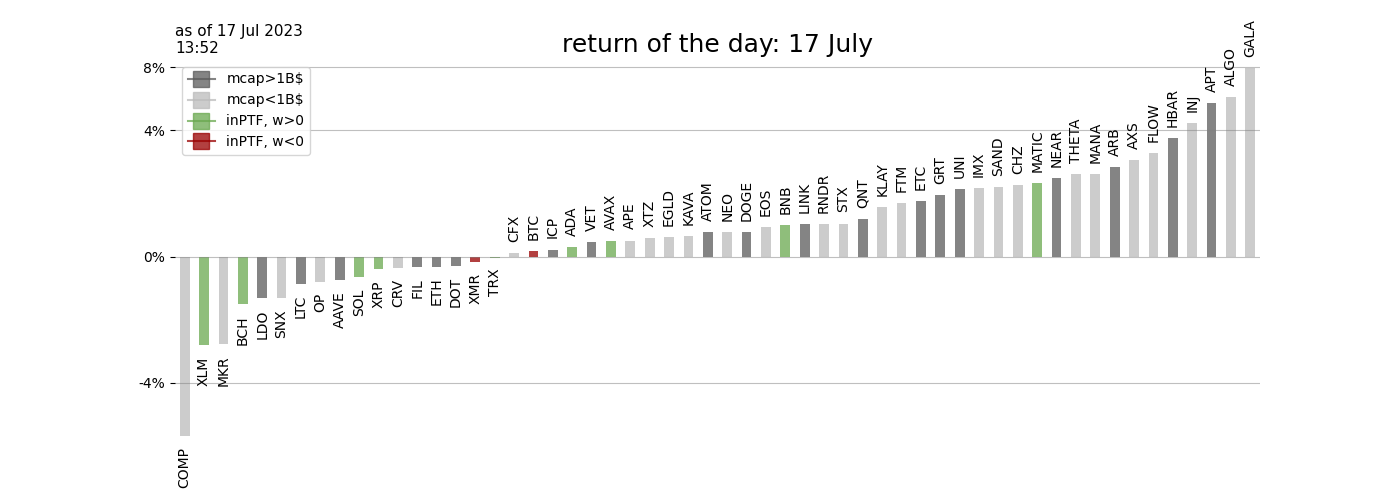 as of 17 Jul 2023
13:52
return of the day: 17 July
8%
4%
0%
-4%
mcap>1B$
mcap<1B$
inPTF, w>0
inPTF, w<0
COMP
XLM
MKR
BCH
LDO
SNX
LTC
OP
AAVE
SOL
XRP
CRV
FIL
ETH
DOT
XMR
TRX
CFX
BTC
ICP
ADA
VET
AVAX
APE
XTZ
EGLD
KAVA
ATOM
NEO
DOGE
EOS
BNB
LINK
RNDR
STX
QNT
KLAY
FTM
ETC
GRT
UNI
IMX
SAND
CHZ
MATIC
NEAR
THETA
MANA
ARB
AXS
FLOW
HBAR
INJ
APT
ALGO
GALA